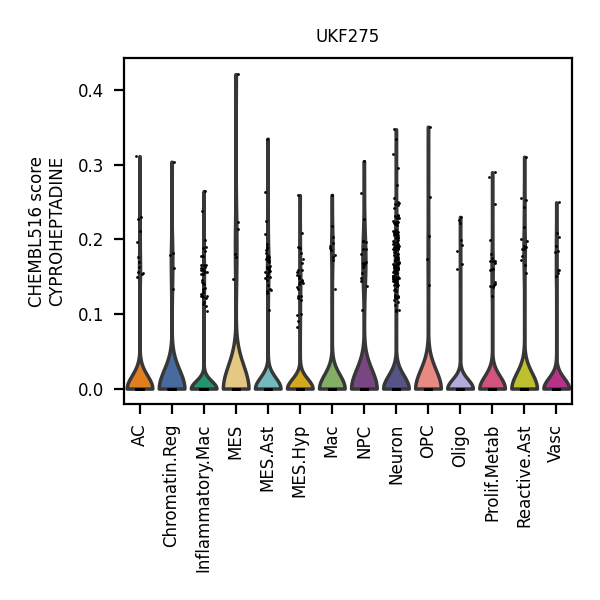 UKF275
CHEMBL516 score
CYPROHEPTADINE
0.4
0.3
0.2
0.1
0.0
AC
Chromatin.Reg
Inflammatory.Mac
MES
MES.Ast
MES.Hyp
Mac
NPC
Neuron
OPC
Oligo
Prolif.Metab
Reactive.Ast
Vasc